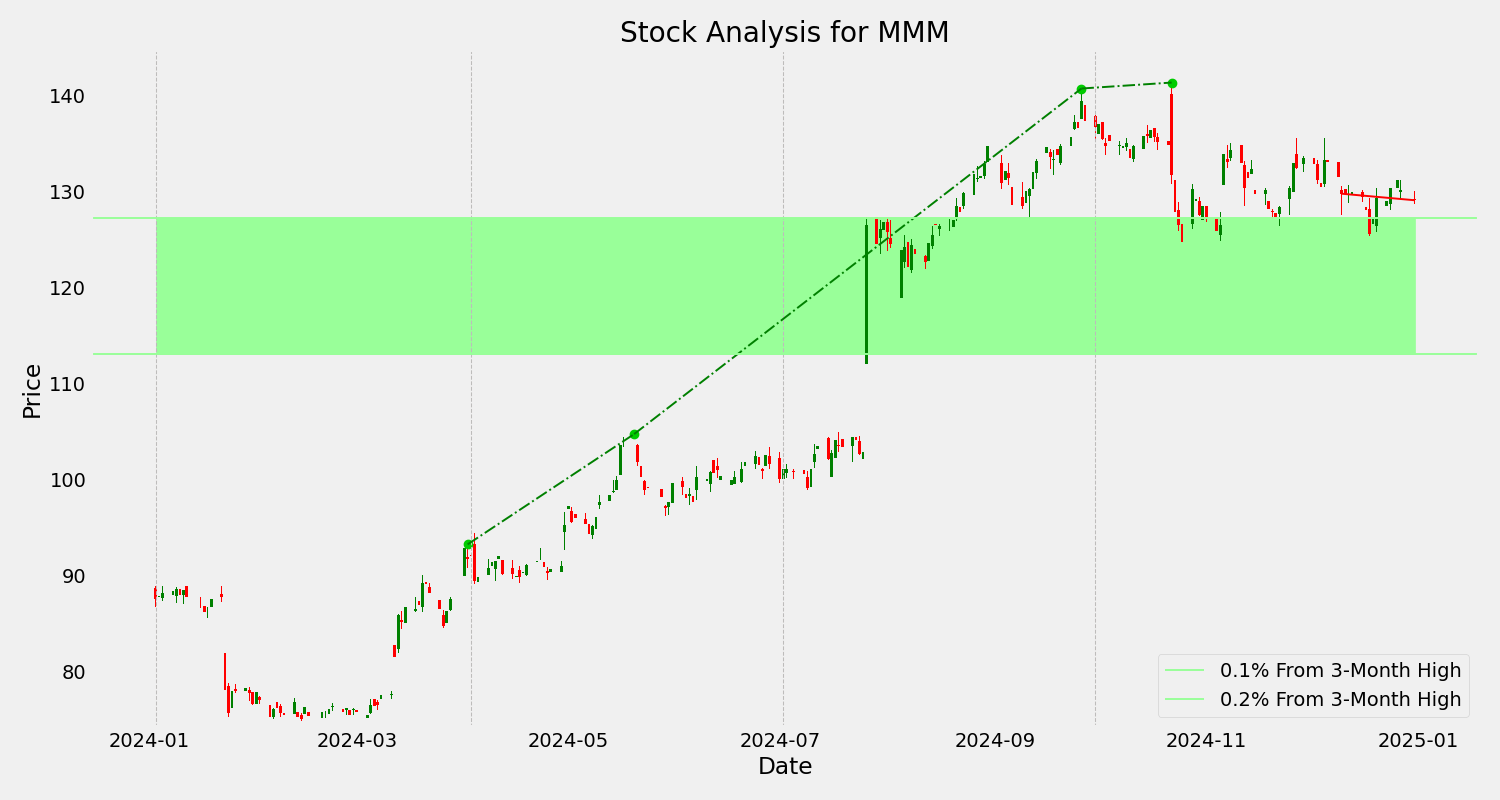 Stock Analysis for MMM
140
130
120
110
100
90
80
Price
2024-01 2024-03 2024-05 2024-07 2024-09 2024-11 2025-01
Date
0.1% From 3-Month High
0.2% From 3-Month High